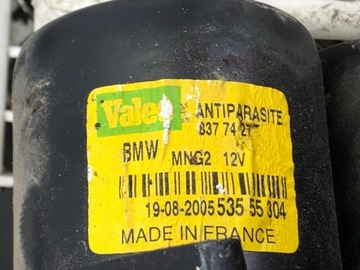 Valeo ANTIPARASITE
837 74 27
BMW MNG2 12V
19-08-2005 535 55 304
MADE IN FRANCE